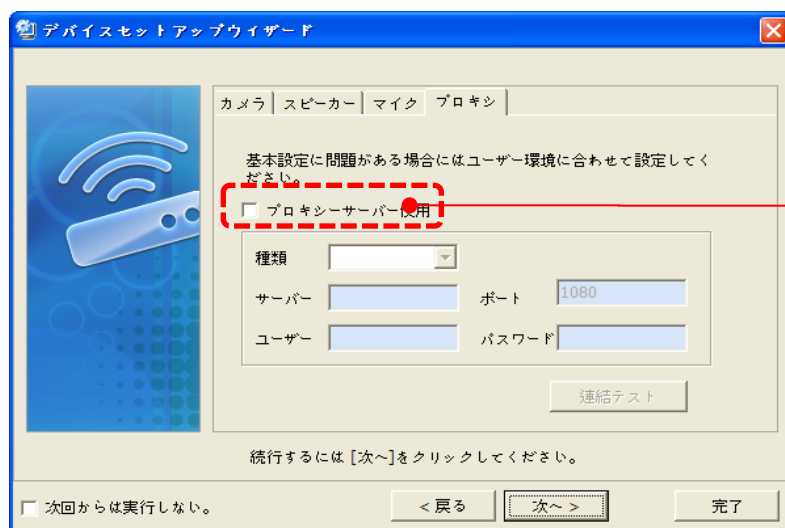 デバイスセットアップウィザード
カメラ スピーカー マイク プロキシ
基本設定に問題がある場合にはユーザー環境に合わせて設定してく
ださい。
プロキシーサーバー使用
種類
サーバー ポート 1080
ユーザー パスワード
連結テスト
続行するには [次へ]をクリックしてください。
次回からは実行しない。 < 戻る 次へ > 完了